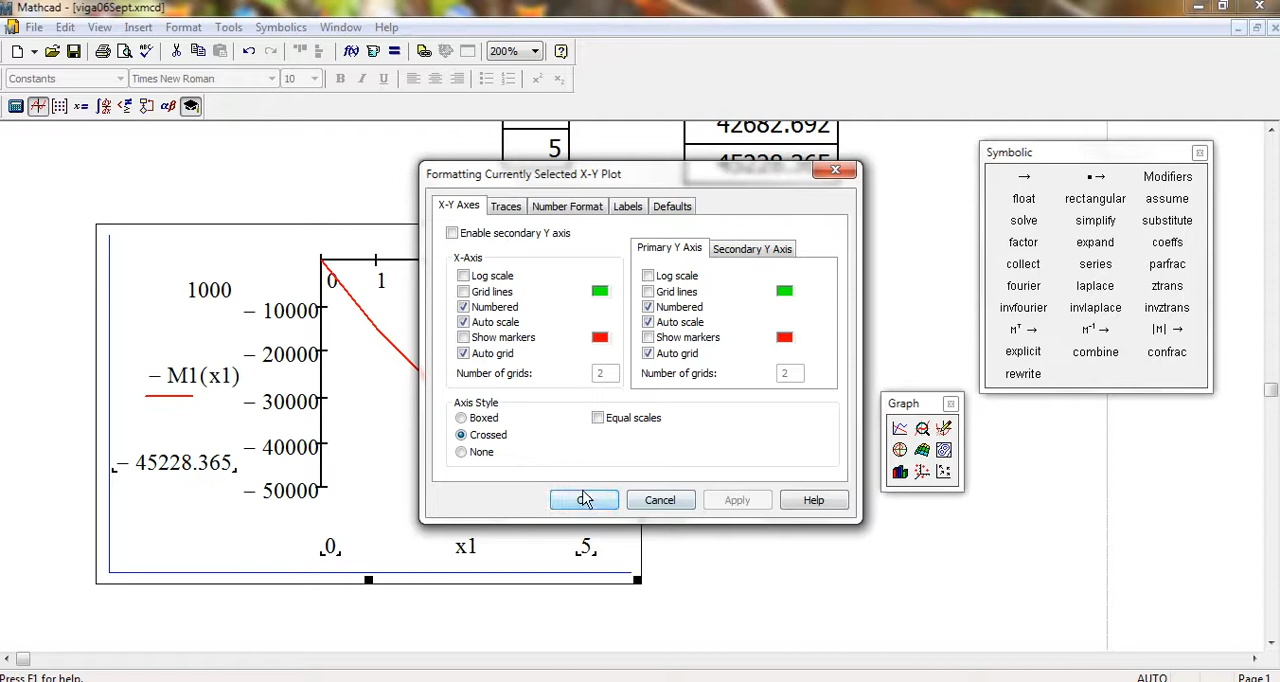 Mathcad - [viga06Sept.xmcd]
File Edit View Insert Format Tools Symbolics Window Help
200%
Constants Times New Roman 10 B I U
42682.692
5
45228.365
Formatting Currently Selected X-Y Plot
X-Y Axes Traces Number Format Labels Defaults
Enable secondary Y axis
X-Axis
Log scale
Grid lines
Numbered
Auto scale
Show markers
Auto grid
Number of grids: 2
Primary Y Axis Secondary Y Axis
Log scale
Grid lines
Numbered
Auto scale
Show markers
Auto grid
Number of grids: 2
Axis Style
Boxed
Crossed
None
Equal scales
Cancel Apply Help
1000
− M1(x1)
− 45228.365
0 1
− 10000
− 20000
− 30000
− 40000
− 50000
0 x1 5
Symbolic
→ ▪ → Modifiers
float rectangular assume
solve simplify substitute
factor expand coeffs
collect series parfrac
fourier laplace ztrans
invfourier invlaplace invztrans
Mᵀ → M⁻¹ → |M| →
explicit combine confrac
rewrite
Graph
Press F1 for help.
AUTO
Page 1